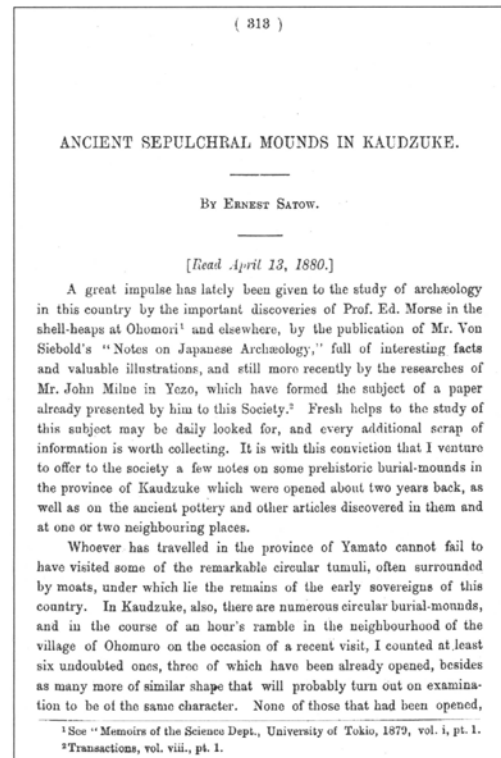 ( 313 )
ANCIENT SEPULCHRAL MOUNDS IN KAUDZUKE.
By Ernest Satow.
[Read April 13, 1880.]
A great impulse has lately been given to the study of archæology
in this country by the important discoveries of Prof. Ed. Morse in the
shell-heaps at Ohomori¹ and elsewhere, by the publication of Mr. Von
Siebold's "Notes on Japanese Archæology," full of interesting facts
and valuable illustrations, and still more recently by the researches of
Mr. John Milne in Yezo, which have formed the subject of a paper
already presented by him to this Society.² Fresh helps to the study of
this subject may be daily looked for, and every additional scrap of
information is worth collecting. It is with this conviction that I venture
to offer to the society a few notes on some prehistoric burial-mounds in
the province of Kaudzuke which were opened about two years back, as
well as on the ancient pottery and other articles discovered in them and
at one or two neighbouring places.
Whoever has travelled in the province of Yamato cannot fail to
have visited some of the remarkable circular tumuli, often surrounded
by moats, under which lie the remains of the early sovereigns of this
country. In Kaudzuke, also, there are numerous circular burial-mounds,
and in the course of an hour's ramble in the neighbourhood of the
village of Ohomuro on the occasion of a recent visit, I counted at least
six undoubted ones, three of which have been already opened, besides
as many more of similar shape that will probably turn out on examina-
tion to be of the same character. None of those that had been opened,
¹ See "Memoirs of the Science Dept., University of Tokio, 1879, vol. i, pt. 1.
² Transactions, vol. viii., pt. 1.